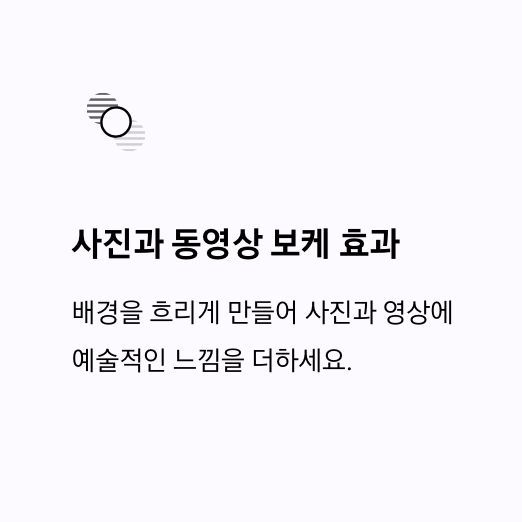 사진과 동영상 보케 효과
배경을 흐리게 만들어 사진과 영상에
예술적인 느낌을 더하세요.